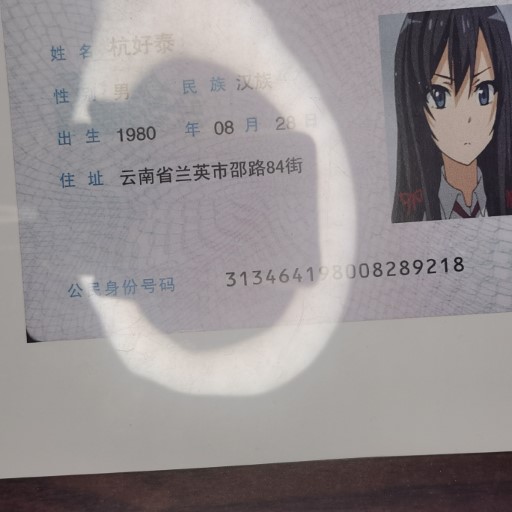 姓名 杭好泰
性别 男 民族 汉族
出生 1980 年 08 月 28 日
住址 云南省兰英市邵路84街
公民身份号码 313464198008289218